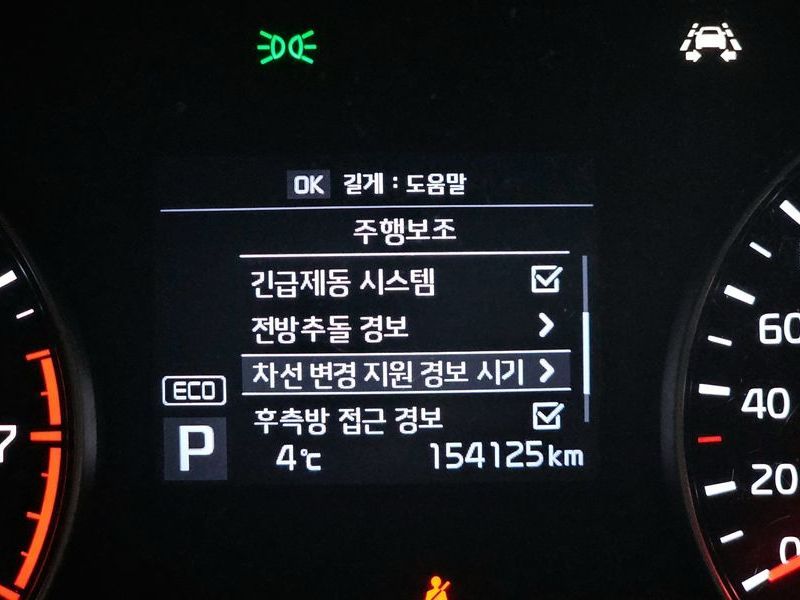 OK 길게 : 도움말
주행보조
긴급제동 시스템
전방추돌 경보
차선 변경 지원 경보 시기
후측방 접근 경보
ECO
P
4℃ 154125km
7
60
40
20
0